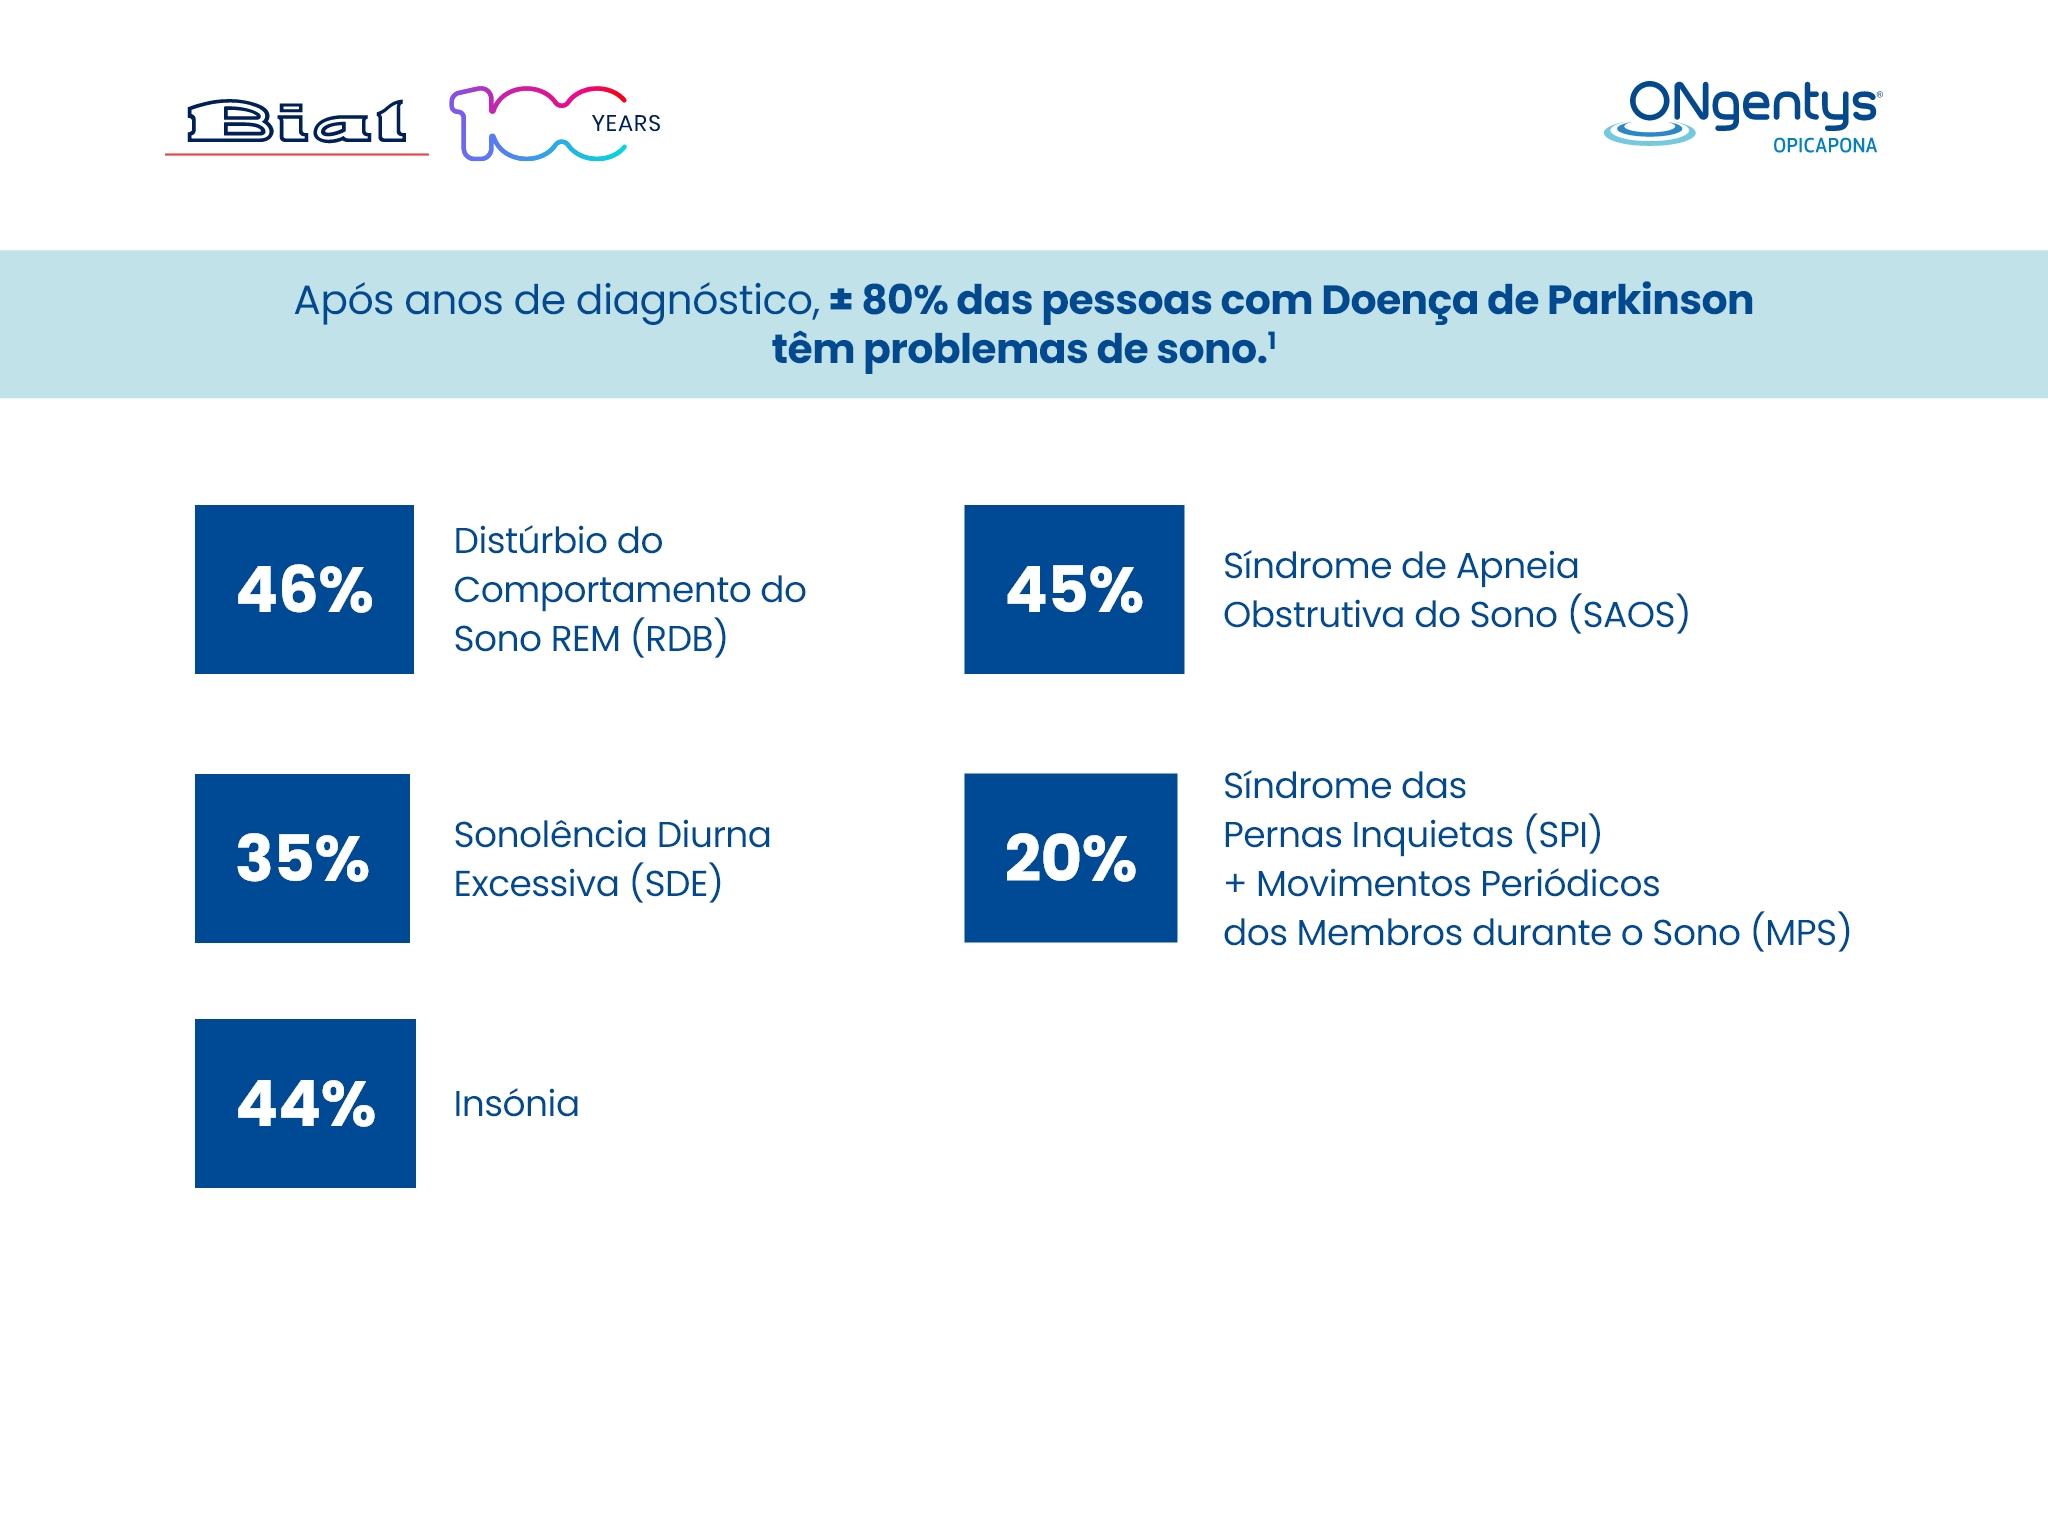 Bial
100 YEARS
ONgentys®
OPICAPONA
Após anos de diagnóstico, ± 80% das pessoas com Doença de Parkinson
têm problemas de sono.¹
46%
Distúrbio do
Comportamento do
Sono REM (RDB)
45%
Síndrome de Apneia
Obstrutiva do Sono (SAOS)
35%
Sonolência Diurna
Excessiva (SDE)
20%
Síndrome das
Pernas Inquietas (SPI)
+ Movimentos Periódicos
dos Membros durante o Sono (MPS)
44%
Insónia